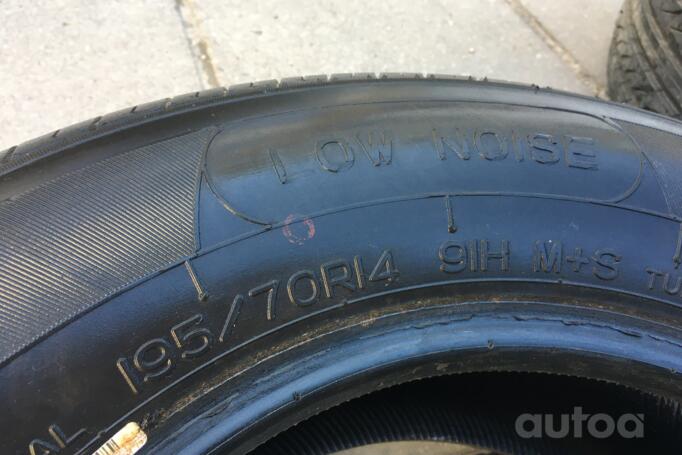 LOW NOISE
195/70R14 91H M+S
autoa